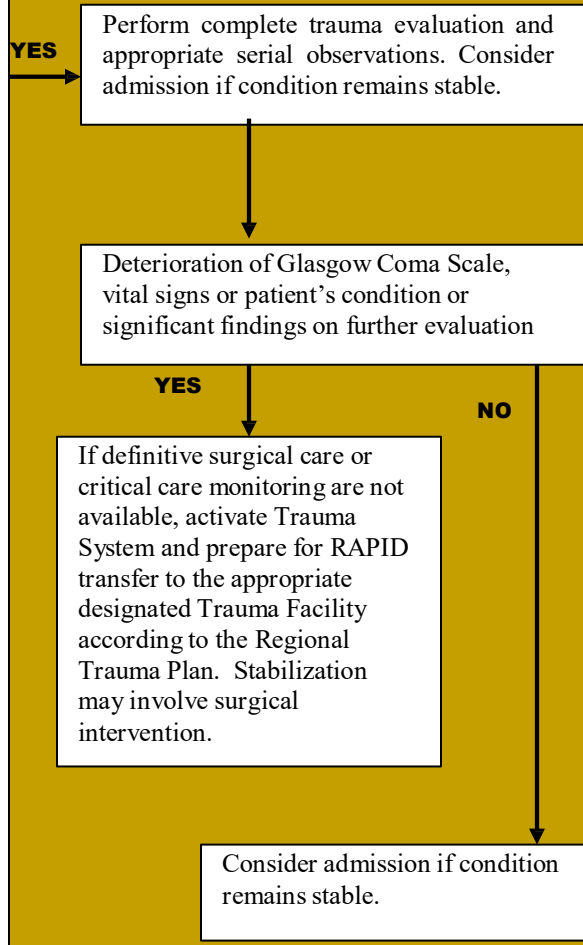 YES
Perform complete trauma evaluation and
appropriate serial observations. Consider
admission if condition remains stable.
Deterioration of Glasgow Coma Scale,
vital signs or patient’s condition or
significant findings on further evaluation
YES
NO
If definitive surgical care or
critical care monitoring are not
available, activate Trauma
System and prepare for RAPID
transfer to the appropriate
designated Trauma Facility
according to the Regional
Trauma Plan.  Stabilization
may involve surgical
intervention.
Consider admission if condition
remains stable.